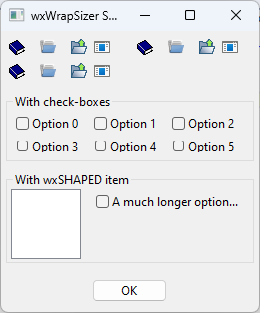 wxWrapSizer S...
With check-boxes
Option 0 Option 1 Option 2
Option 3 Option 4 Option 5
With wxSHAPED item
A much longer option...
OK